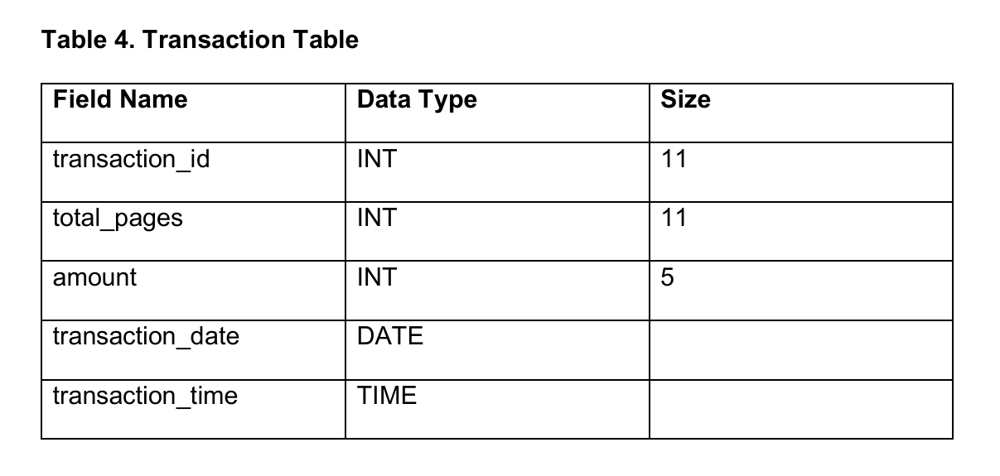 Table 4. Transaction Table
Field Name Data Type Size
transaction_id INT 11
total_pages INT 11
amount INT 5
transaction_date DATE
transaction_time TIME